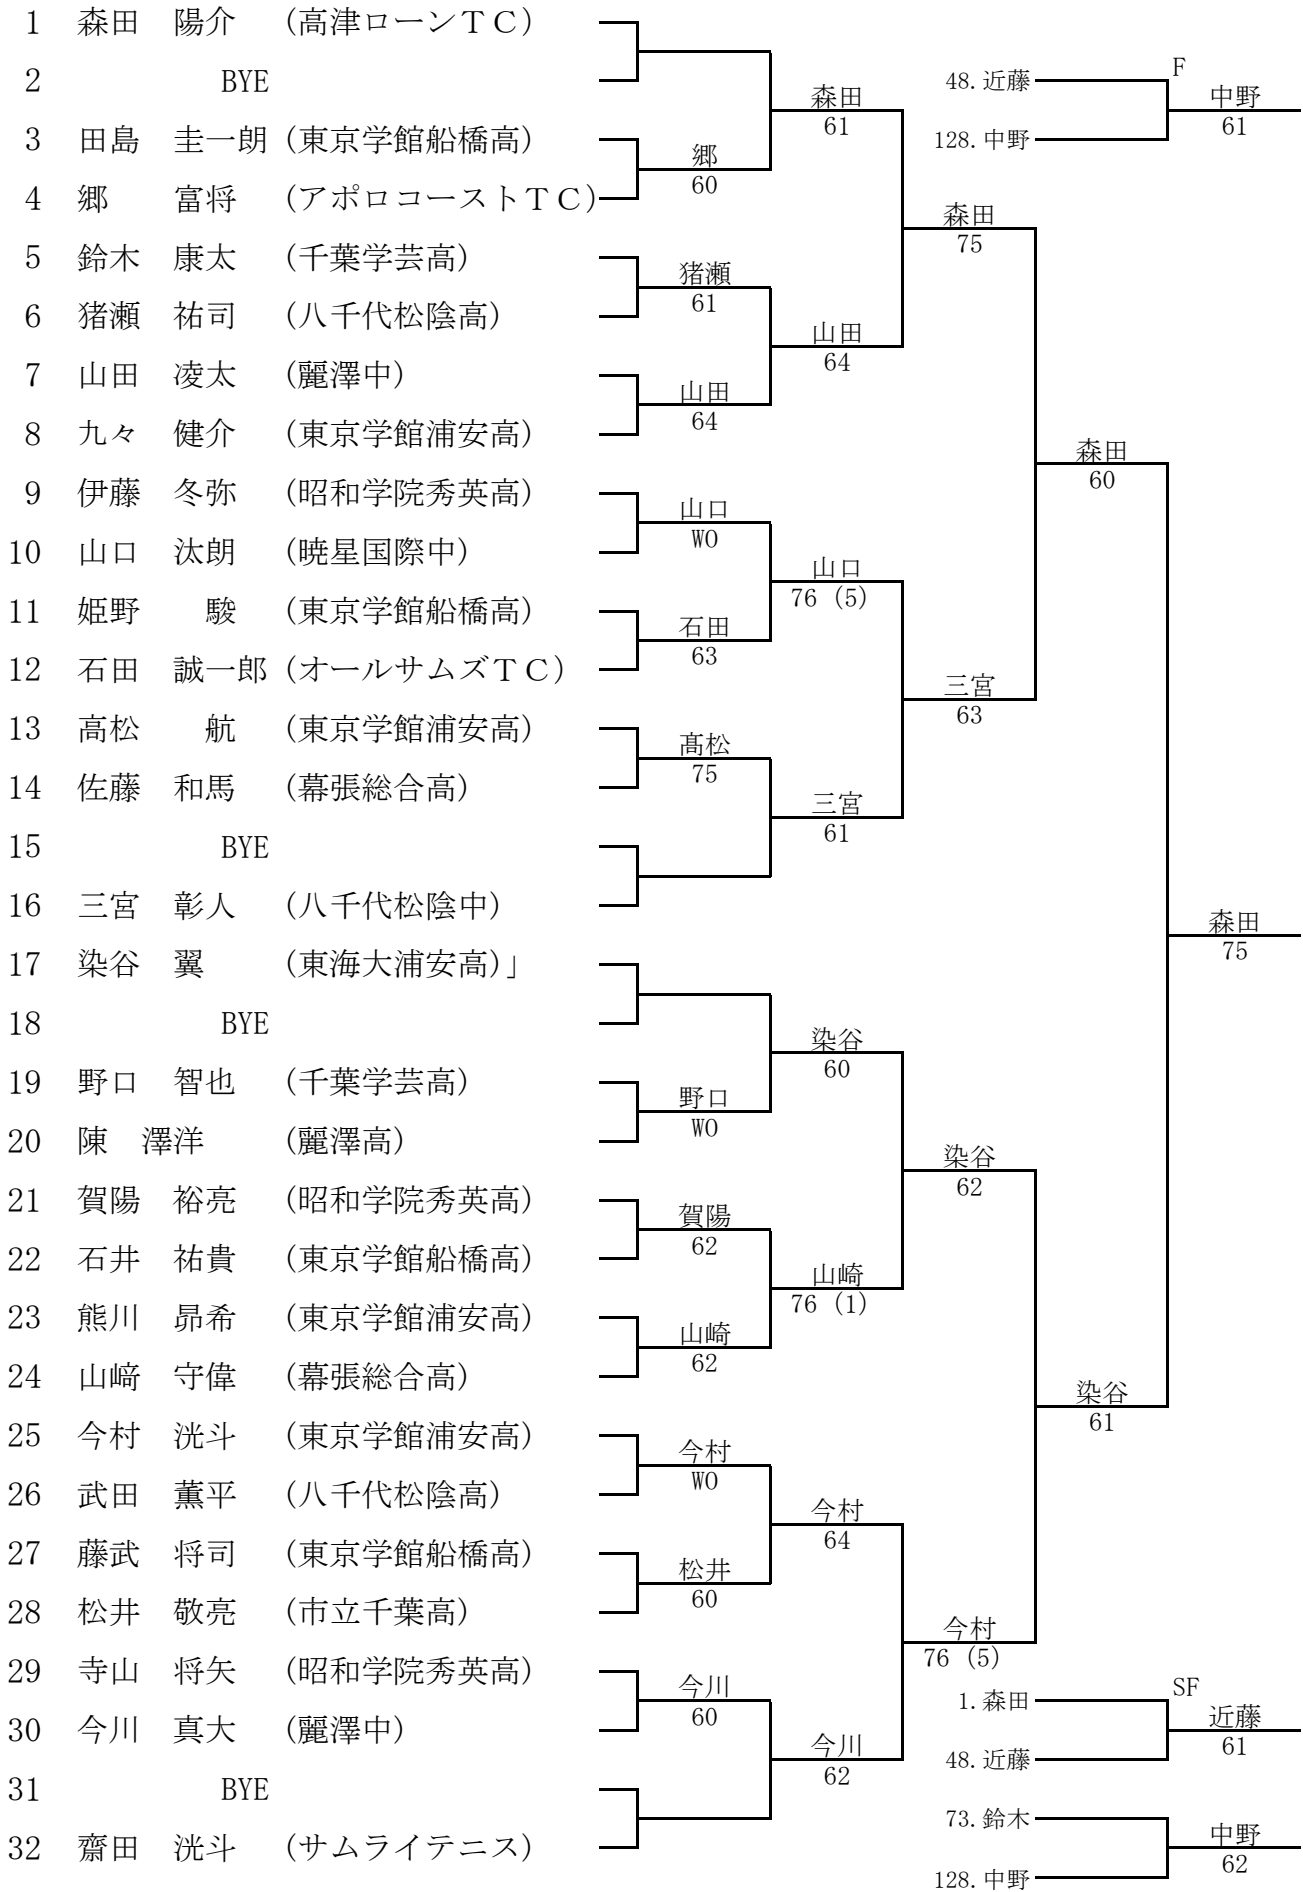 1 森田 陽介 (高津ローンＴＣ)
2 BYE
3 田島 圭一朗 (東京学館船橋高)
4 郷 富将 (アポロコーストＴＣ)
5 鈴木 康太 (千葉学芸高)
6 猪瀬 祐司 (八千代松陰高)
7 山田 凌太 (麗澤中)
8 九々 健介 (東京学館浦安高)
9 伊藤 冬弥 (昭和学院秀英高)
10 山口 汰朗 (暁星国際中)
11 姫野 駿 (東京学館船橋高)
12 石田 誠一郎 (オールサムズＴＣ)
13 高松 航 (東京学館浦安高)
14 佐藤 和馬 (幕張総合高)
15 BYE
16 三宮 彰人 (八千代松陰中)
17 染谷 翼 (東海大浦安高)」
18 BYE
19 野口 智也 (千葉学芸高)
20 陳 澤洋 (麗澤高)
21 賀陽 裕亮 (昭和学院秀英高)
22 石井 祐貴 (東京学館船橋高)
23 熊川 昴希 (東京学館浦安高)
24 山﨑 守偉 (幕張総合高)
25 今村 洸斗 (東京学館浦安高)
26 武田 薫平 (八千代松陰高)
27 藤武 将司 (東京学館船橋高)
28 松井 敬亮 (市立千葉高)
29 寺山 将矢 (昭和学院秀英高)
30 今川 真大 (麗澤中)
31 BYE
32 齋田 洸斗 (サムライテニス)
郷
60
猪瀬
61
山田
64
山口
WO
石田
63
髙松
75
野口
WO
賀陽
62
山崎
62
今村
WO
松井
60
今川
60
森田
61
山田
64
山口
76 (5)
三宮
61
染谷
60
山崎
76 (1)
今村
64
今川
62
森田
75
三宮
63
染谷
62
今村
76 (5)
森田
60
染谷
61
森田
75
F
48.近藤
128.中野
中野
61
SF
1.森田
48.近藤
近藤
61
73.鈴木
128.中野
中野
62